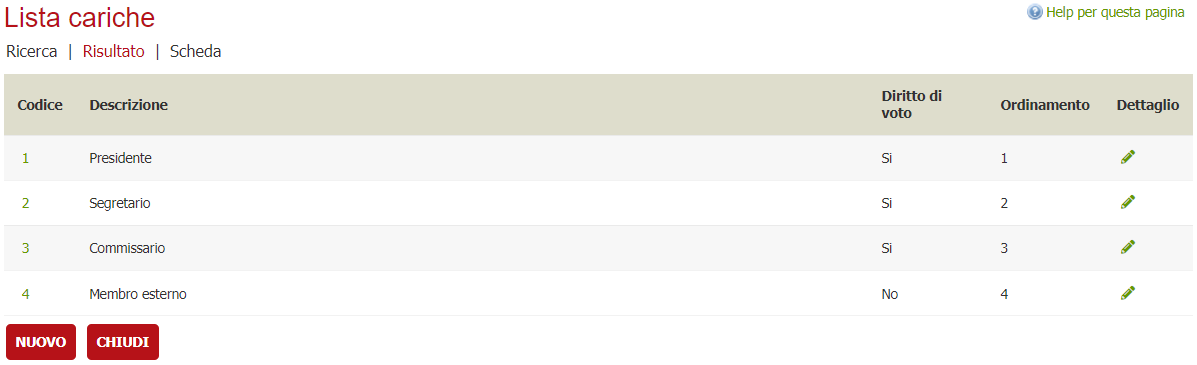 Lista cariche
Help per questa pagina
Ricerca | Risultato | Scheda
Codice Descrizione Diritto di voto Ordinamento Dettaglio
1 Presidente Si 1
2 Segretario Si 2
3 Commissario Si 3
4 Membro esterno No 4
NUOVO CHIUDI